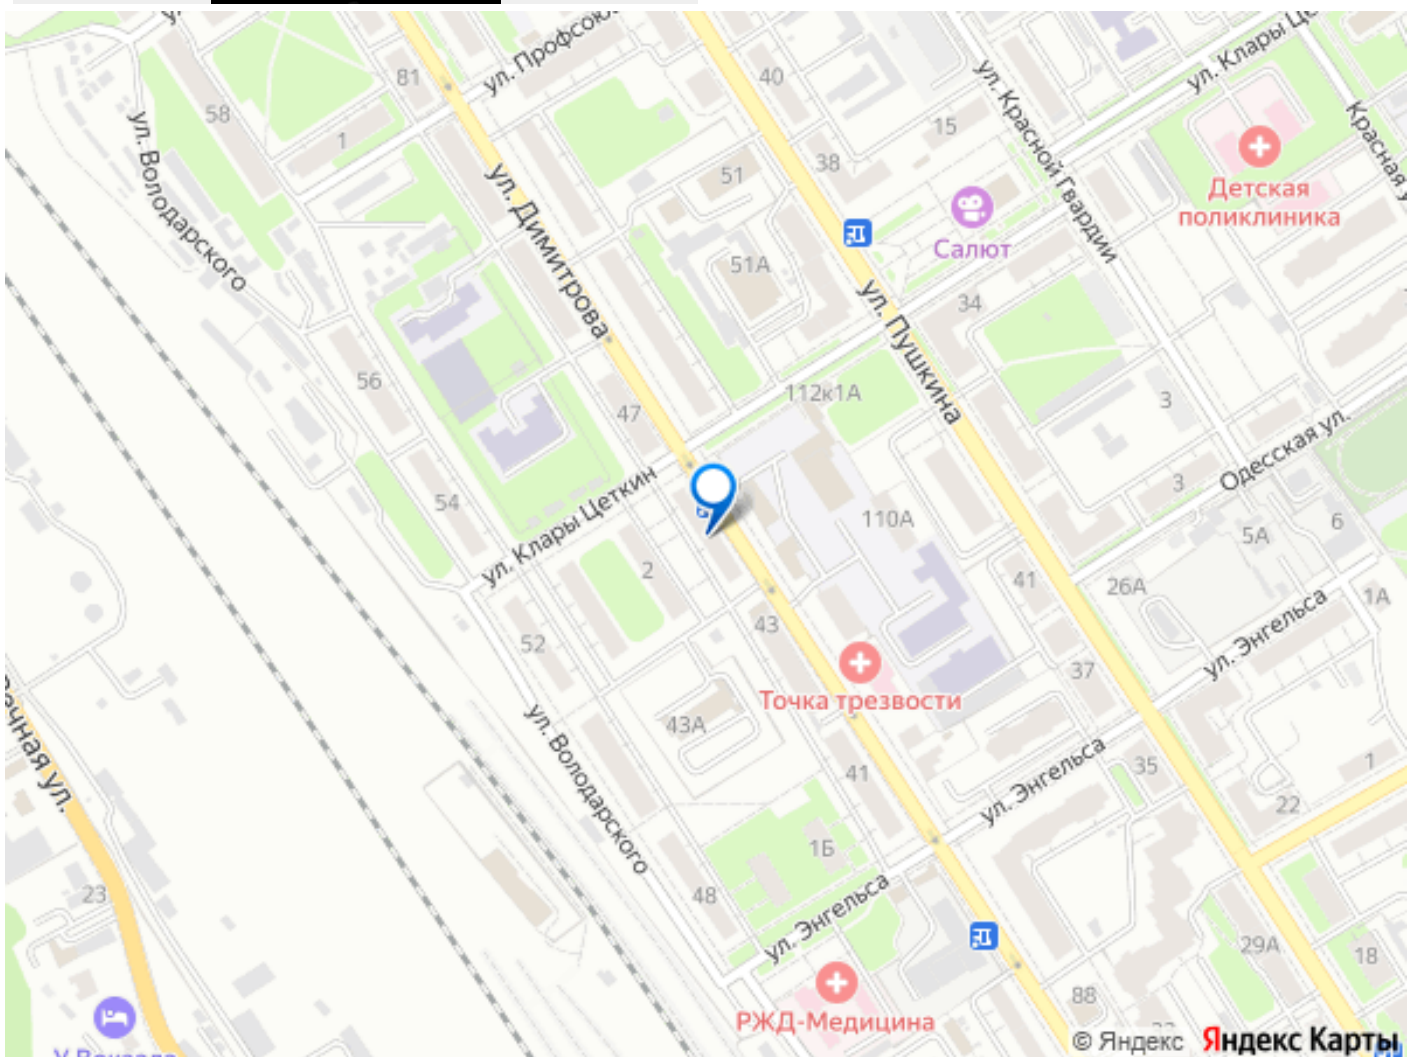 ул. Профсоюз
81
40
ул. Клары Це
58
ул. Володарского
1
ул. Красной Гвардии
15
Красная у
38
51
ул. Димитрова
Детская
поликлиника
Салют
51А
ул. Пушкина
34
56
112к1А
47
3
Одесская ул.
3
54
ул. Клары Цеткин
110А
6
5А
2
41
26А
1А
ул. Энгельса
52
43
37
Точка трезвости
43А
ул. Володарского
41
35
1
ул. Энгельса
22
ечная ул.
1Б
23
48
ул. Энгельса
29А
18
88
РЖД-Медицина
© Яндекс Яндекс Карты